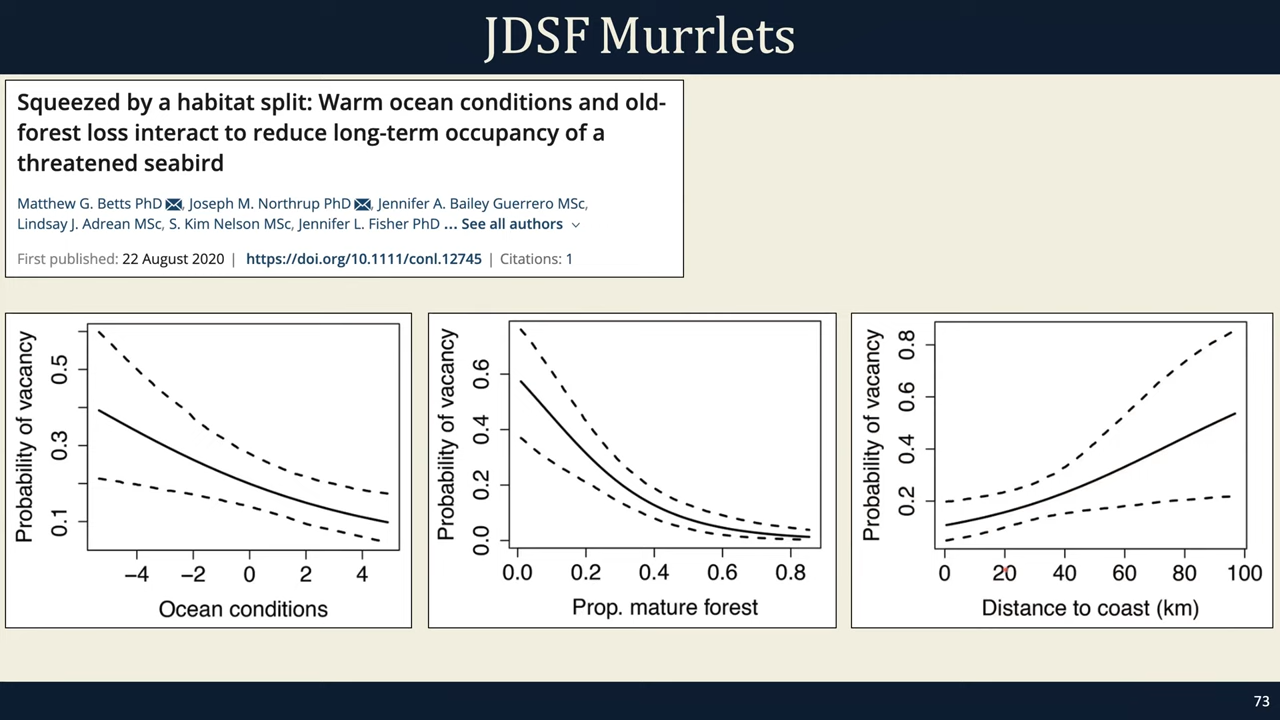 JDSF Murrlets
Squeezed by a habitat split: Warm ocean conditions and old-
forest loss interact to reduce long-term occupancy of a
threatened seabird
Matthew G. Betts PhD, Joseph M. Northrup PhD, Jennifer A. Bailey Guerrero MSc,
Lindsay J. Adrean MSc, S. Kim Nelson MSc, Jennifer L. Fisher PhD ... See all authors
First published: 22 August 2020 | https://doi.org/10.1111/conl.12745 | Citations: 1
Probability of vacancy
0.5
0.3
0.1
−4 −2 0 2 4
Ocean conditions
Probability of vacancy
0.6
0.4
0.2
0.0
0.0 0.2 0.4 0.6 0.8
Prop. mature forest
Probability of vacancy
0.8
0.6
0.4
0.2
0 20 40 60 80 100
Distance to coast (km)
73